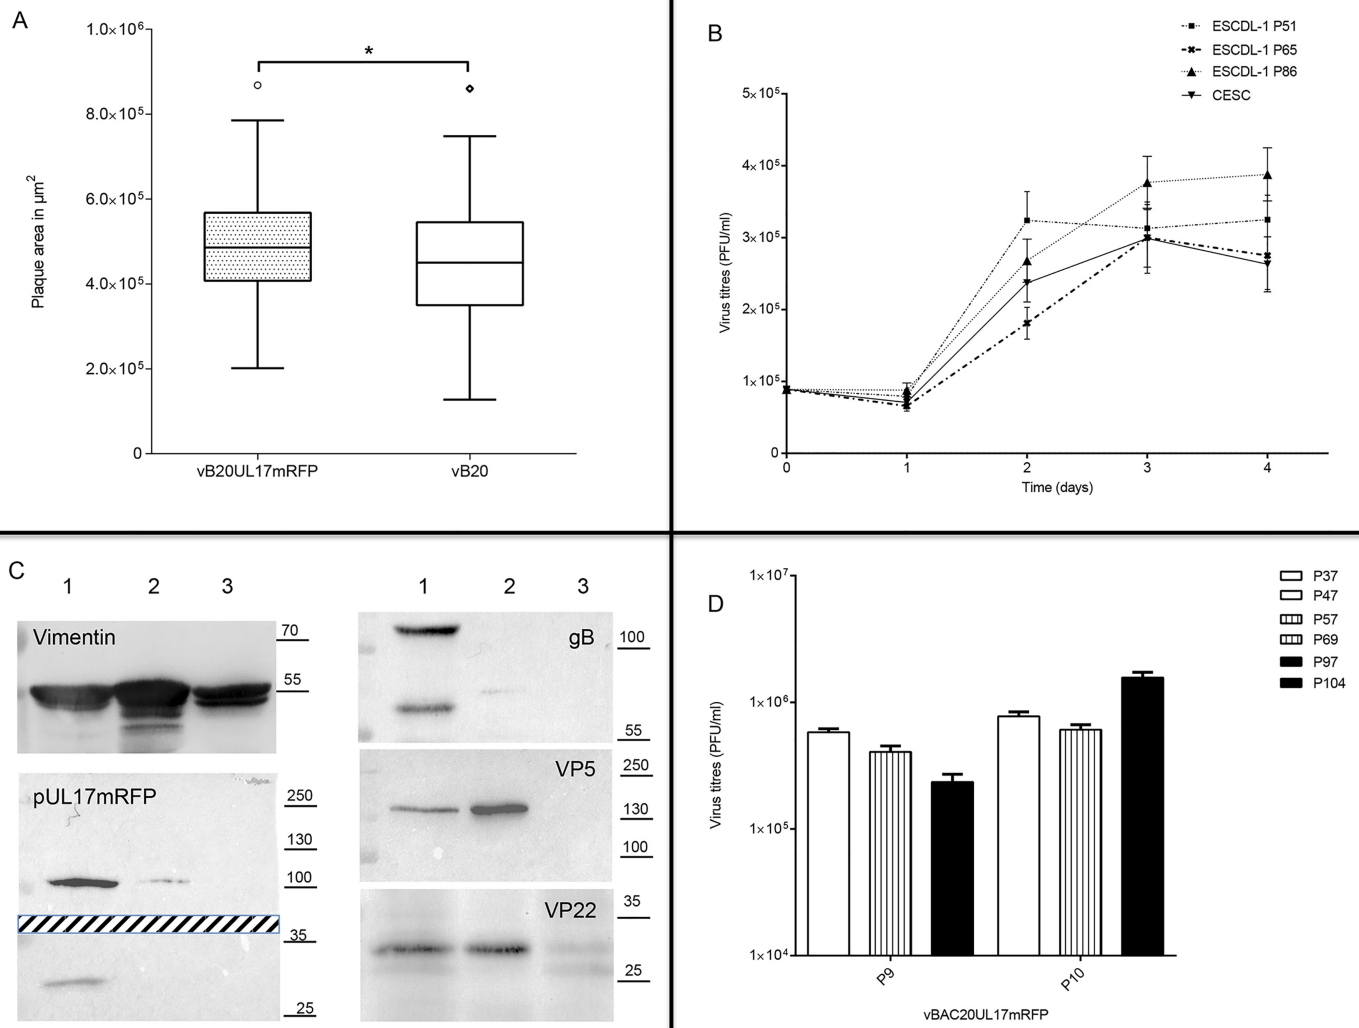 A
1.0×10⁶
8.0×10⁵
6.0×10⁵
4.0×10⁵
2.0×10⁵
0
Plaque area in µm²
*
vB20UL17mRFP
vB20
B
ESCDL-1 P51
ESCDL-1 P65
ESCDL-1 P86
CESC
5×10⁵
4×10⁵
3×10⁵
2×10⁵
1×10⁵
0
Virus titres (PFU/ml)
0 1 2 3 4
Time (days)
C
1 2 3
Vimentin
70
55
pUL17mRFP
250
130
100
35
25
1 2 3
gB
100
55
VP5
250
130
100
VP22
35
25
D
P37
P47
P57
P69
P97
P104
1×10⁷
1×10⁶
1×10⁵
1×10⁴
Virus titres (PFU/ml)
P9
P10
vBAC20UL17mRFP